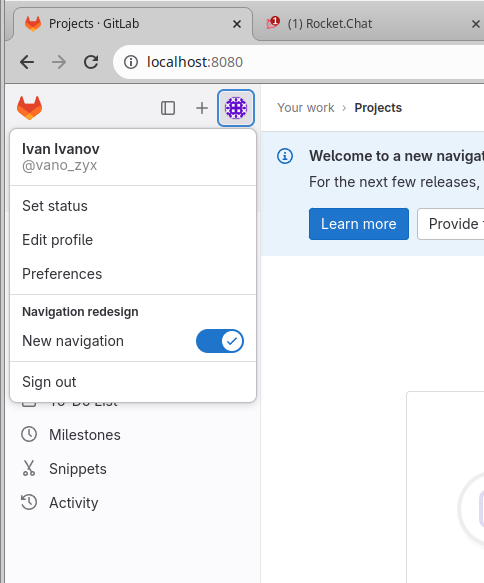 Projects · GitLab
(1) Rocket.Chat
localhost:8080
Your work › Projects
Ivan Ivanov
@vano_zyx
Set status
Edit profile
Preferences
Navigation redesign
New navigation
Sign out
To-Do List
Milestones
Snippets
Activity
Welcome to a new navigat
For the next few releases,
Learn more
Provide